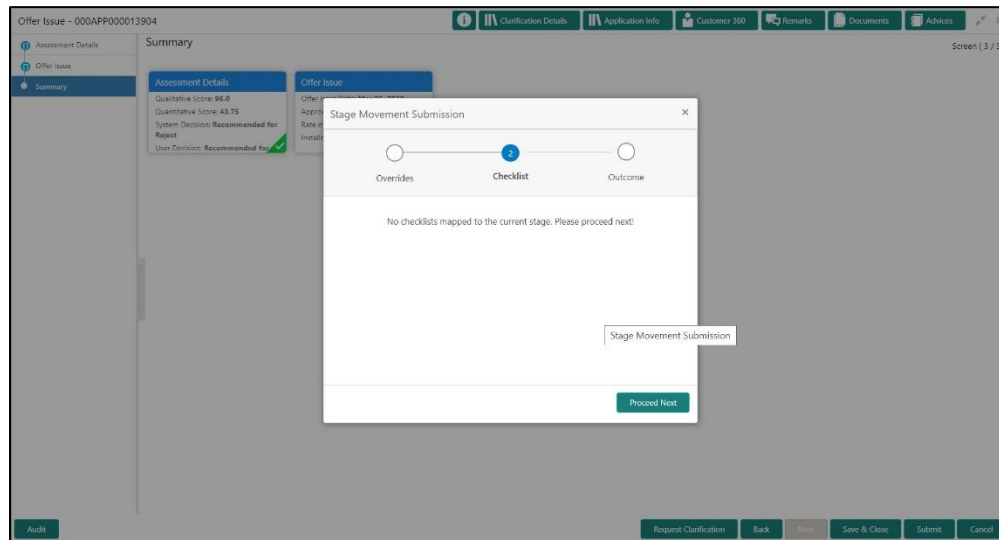 Offer Issue - 000APP000013904
Clarification Details
Application Info
Customer 360
Remarks
Documents
Advices
Assessment Details
Offer Issue
Summary
Summary
Screen ( 3 / 3
Assessment Details
Qualitative Score: 96.0
Quantitative Score: 43.75
System Decision: Recommended for
Reject
User Decision: Recommended for
Offer Issue
Stage Movement Submission
2
Overrides
Checklist
Outcome
No checklists mapped to the current stage. Please proceed next!
Stage Movement Submission
Proceed Next
Audit
Request Clarification
Back
Next
Save & Close
Submit
Cancel